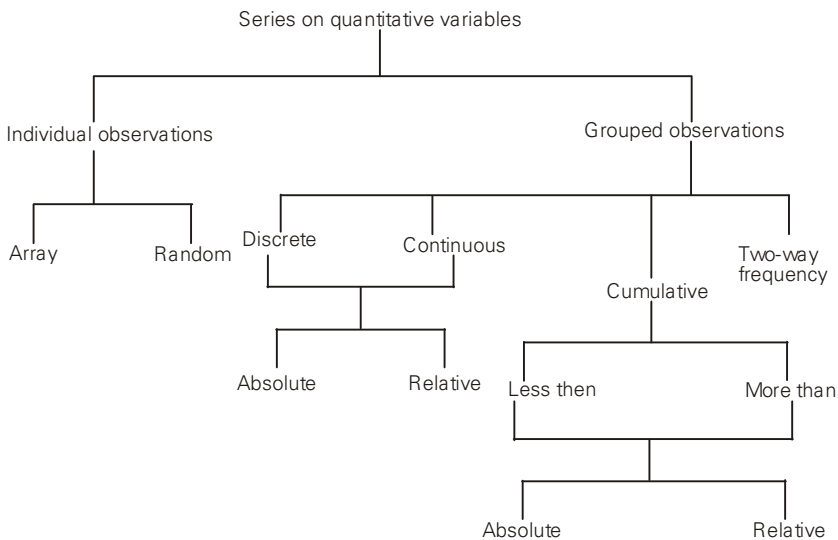 Series on quantitative variables
Individual observations
Grouped observations
Array
Random
Discrete
Continuous
Cumulative
Two-way
frequency
Absolute
Relative
Less then
More than
Absolute
Relative